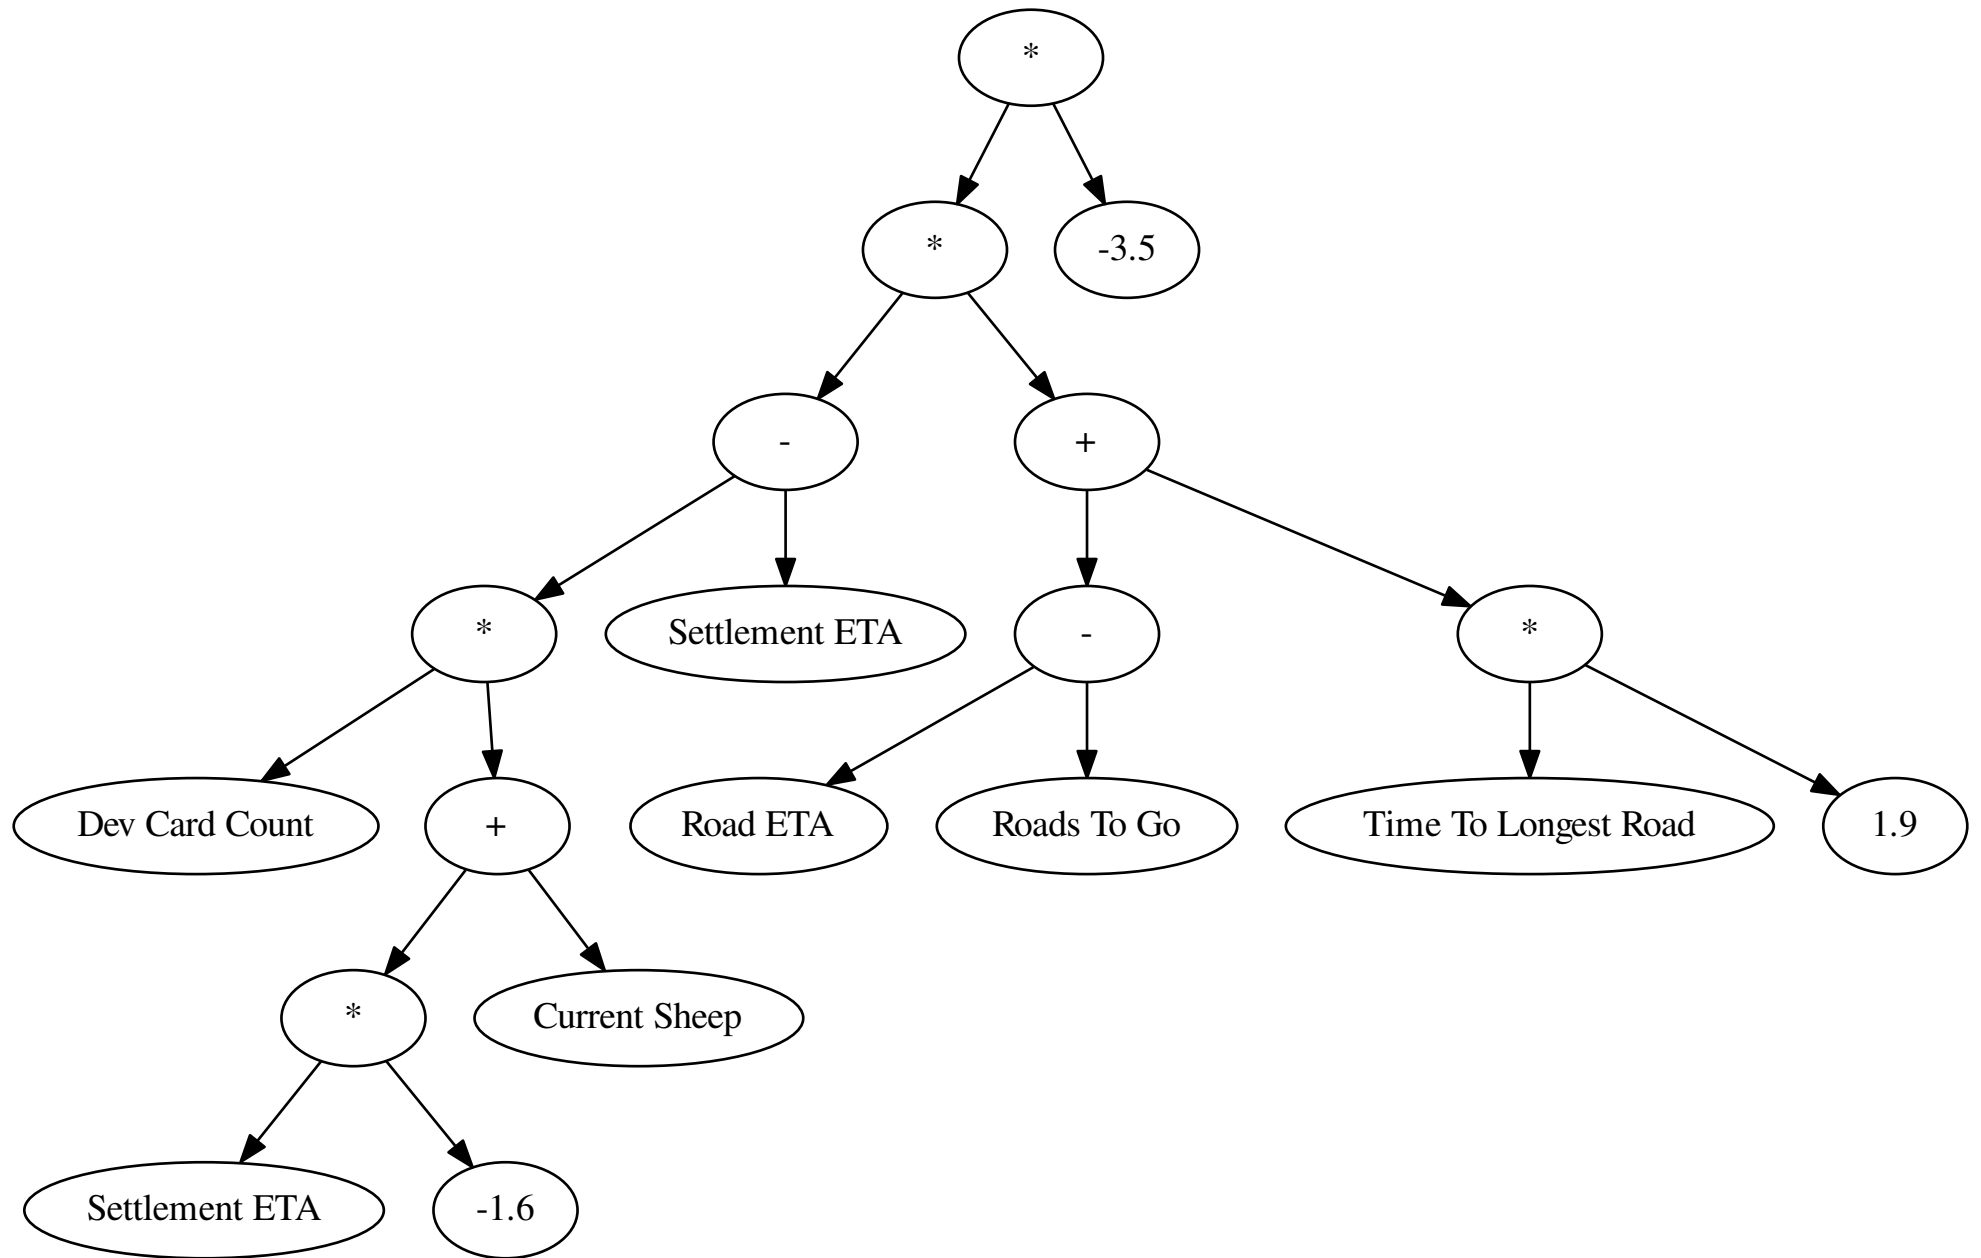 *
*
-3.5
-
+
*
Settlement ETA
-
*
Dev Card Count
+
Road ETA
Roads To Go
Time To Longest Road
1.9
*
Current Sheep
Settlement ETA
-1.6